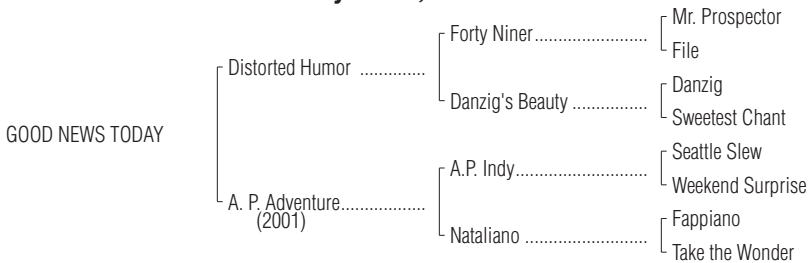 Mr. Prospector
Forty Niner
File
Distorted Humor
Danzig
Danzig's Beauty
Sweetest Chant
GOOD NEWS TODAY
Seattle Slew
A.P. Indy
Weekend Surprise
A. P. Adventure
(2001)
Fappiano
Nataliano
Take the Wonder